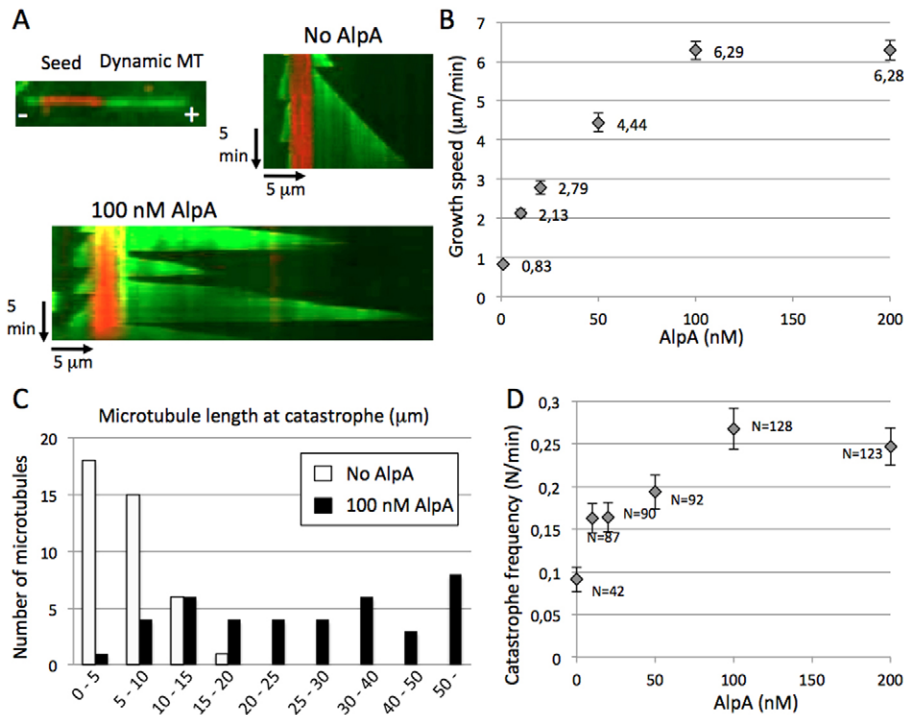 A
Seed
Dynamic MT
-
+
No AlpA
5
min
5 μm
100 nM AlpA
5
min
5 μm
B
Growth speed (μm/min)
7
6
5
4
3
2
1
0
0,83
2,13
2,79
4,44
6,29
6,28
0
50
100
150
200
AlpA (nM)
C
Microtubule length at catastrophe (μm)
Number of microtubules
20
15
10
5
0
No AlpA
100 nM AlpA
0 - 5
5 - 10
10 - 15
15 - 20
20 - 25
25 - 30
30 - 40
40 - 50
50 -
D
Catastrophe frequency (N/min)
0,3
0,25
0,2
0,15
0,1
0,05
0
N=42
N=87
N=90
N=92
N=128
N=123
0
50
100
150
200
AlpA (nM)